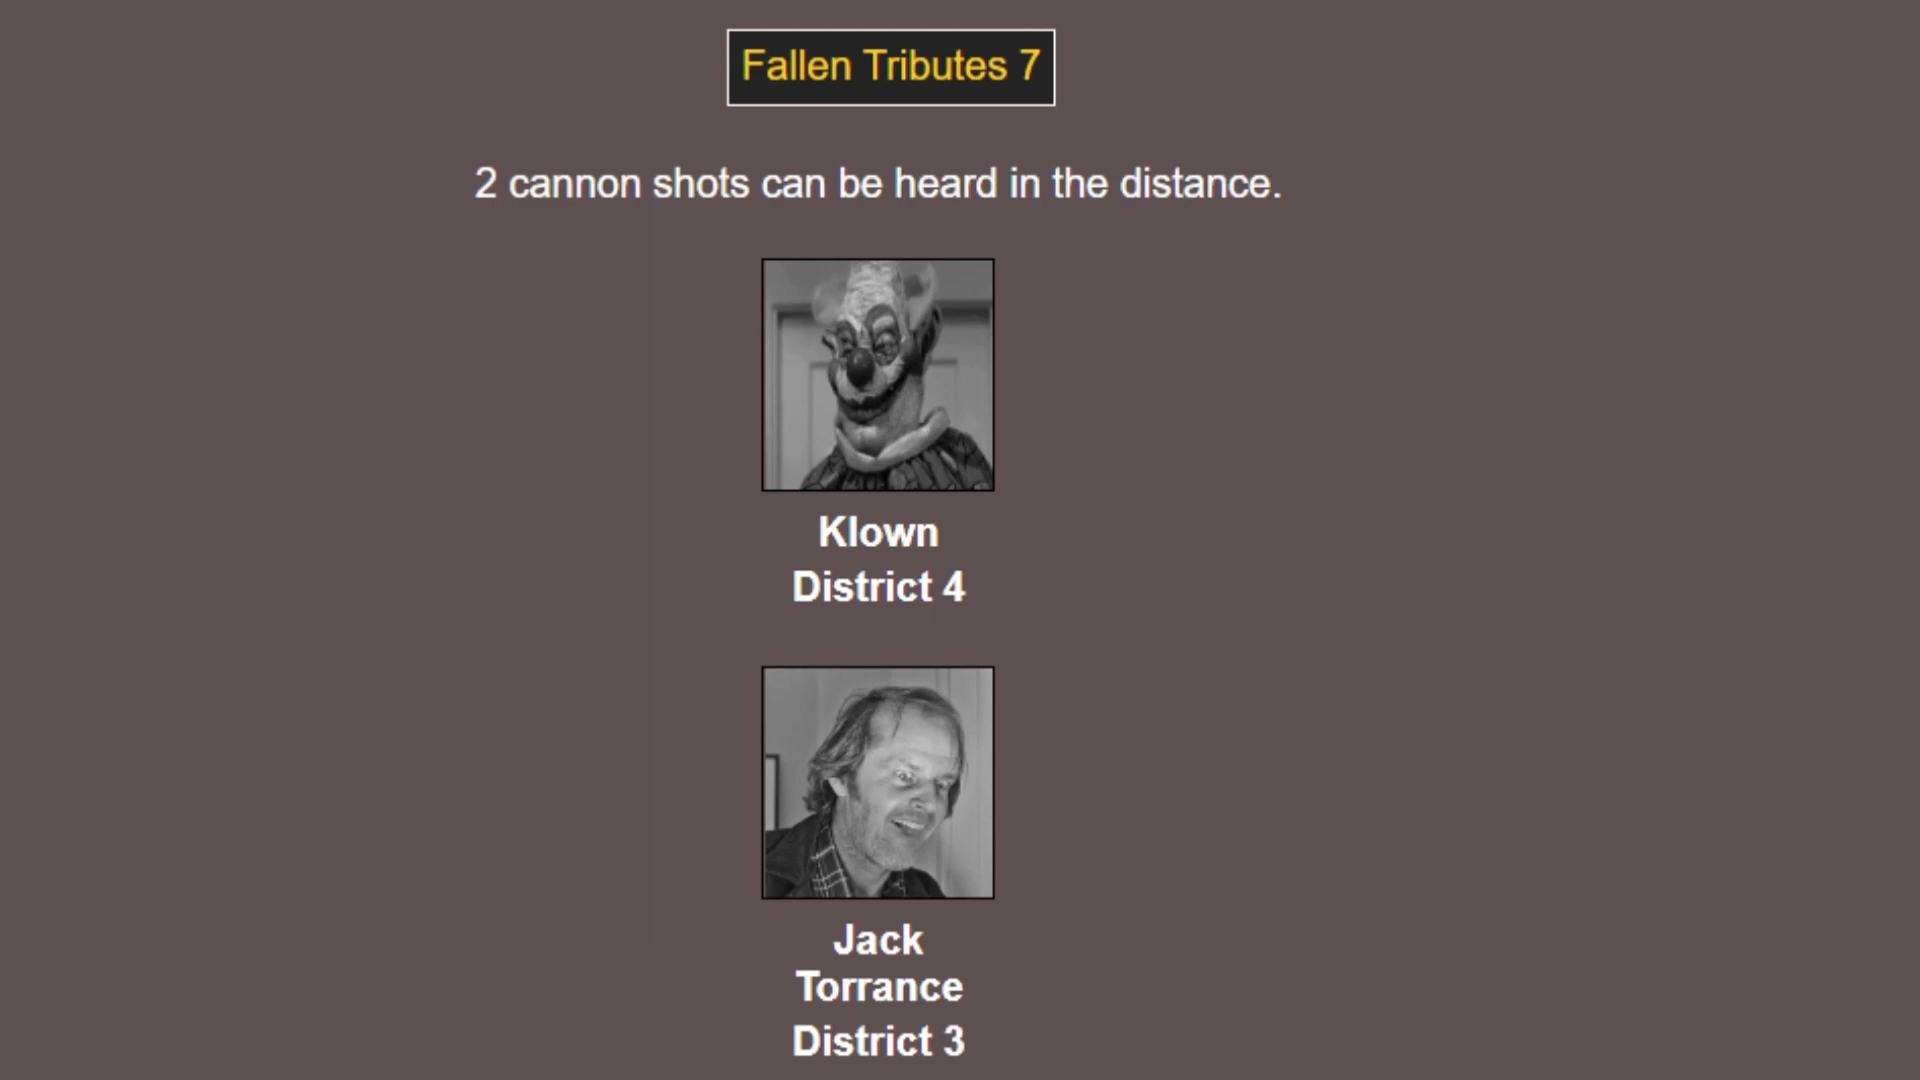 Fallen Tributes 7
2 cannon shots can be heard in the distance.
Klown
District 4
Jack
Torrance
District 3